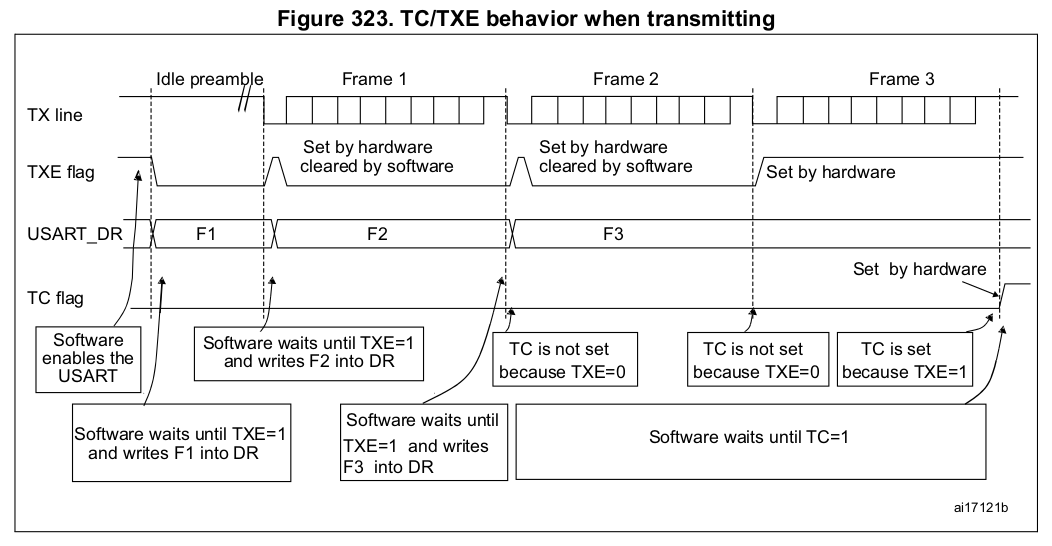 Figure 323. TC/TXE behavior when transmitting
Idle preamble
Frame 1
Frame 2
Frame 3
TX line
TXE flag
Set by hardware
cleared by software
Set by hardware
cleared by software
Set by hardware
USART_DR
F1
F2
F3
TC flag
Set by hardware
Software
enables the
USART
Software waits until TXE=1
and writes F2 into DR
TC is not set
because TXE=0
TC is not set
because TXE=0
TC is set
because TXE=1
Software waits until TXE=1
and writes F1 into DR
Software waits until
TXE=1 and writes
F3 into DR
Software waits until TC=1
ai17121b